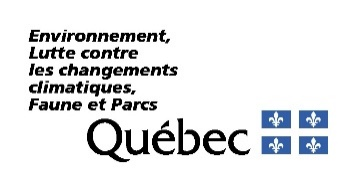 Environnement,
Lutte contre
les changements
climatiques,
Faune et Parcs
Québec